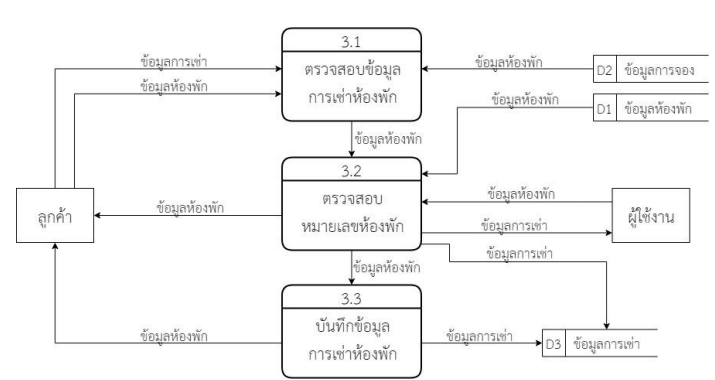 3.1
ข้อมูลการเช่า
ตรวจสอบข้อมูล
การเช่าห้องพัก
ข้อมูลห้องพัก
D2 ข้อมูลการจอง
ข้อมูลห้องพัก
ข้อมูลห้องพัก
D1 ข้อมูลห้องพัก
ข้อมูลห้องพัก
3.2
ตรวจสอบ
หมายเลขห้องพัก
ลูกค้า
ข้อมูลห้องพัก
ข้อมูลห้องพัก
ผู้ใช้งาน
ข้อมูลการเช่า
ข้อมูลการเช่า
ข้อมูลห้องพัก
3.3
บันทึกข้อมูล
การเช่าห้องพัก
ข้อมูลห้องพัก
ข้อมูลการเช่า
D3 ข้อมูลการเช่า